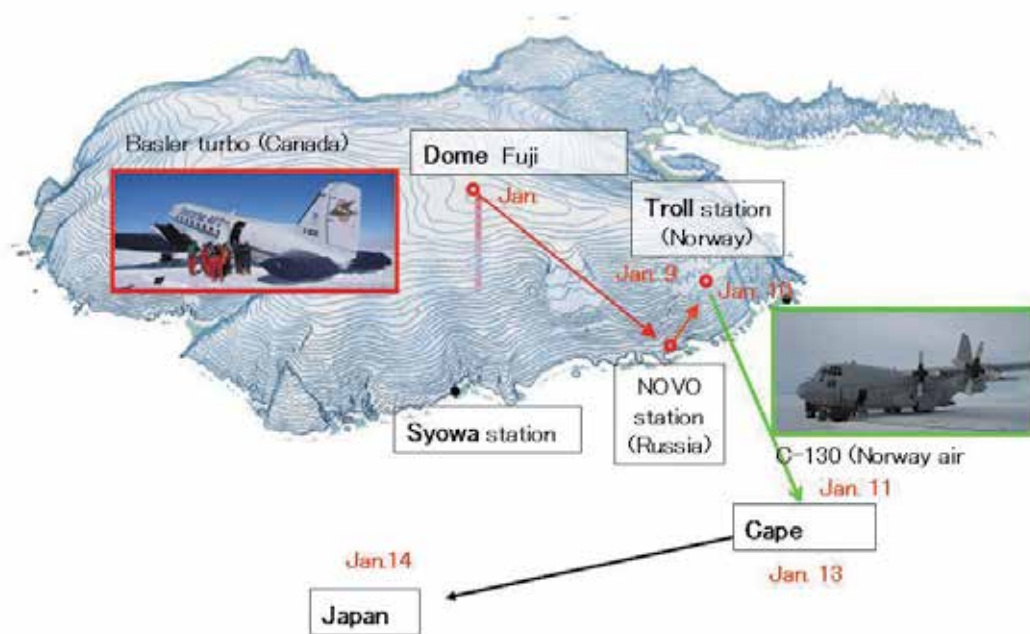 Basler turbo (Canada)
Dome Fuji
Jan.
Troll station
(Norway)
Jan. 9
Jan. 10
NOVO
station
(Russia)
Syowa station
C-130 (Norway air
Jan. 11
Cape
Jan. 13
Jan.14
Japan